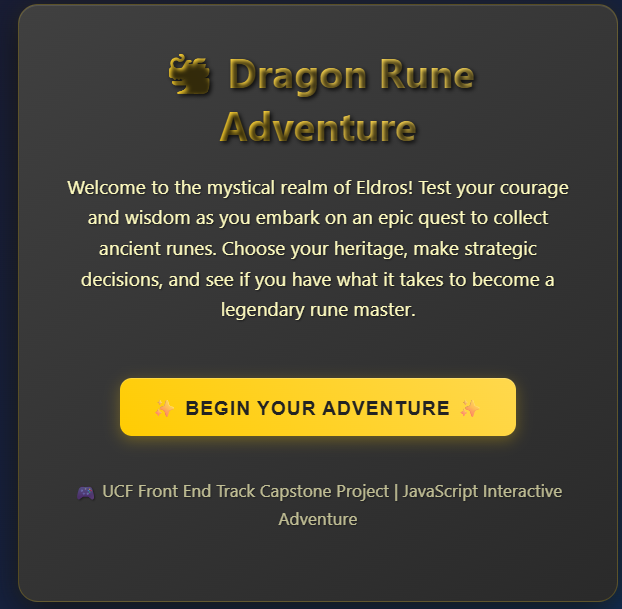 🐉 Dragon Rune
Adventure
Welcome to the mystical realm of Eldros! Test your courage
and wisdom as you embark on an epic quest to collect
ancient runes. Choose your heritage, make strategic
decisions, and see if you have what it takes to become a
legendary rune master.
✨ BEGIN YOUR ADVENTURE ✨
🎮 UCF Front End Track Capstone Project | JavaScript Interactive
Adventure